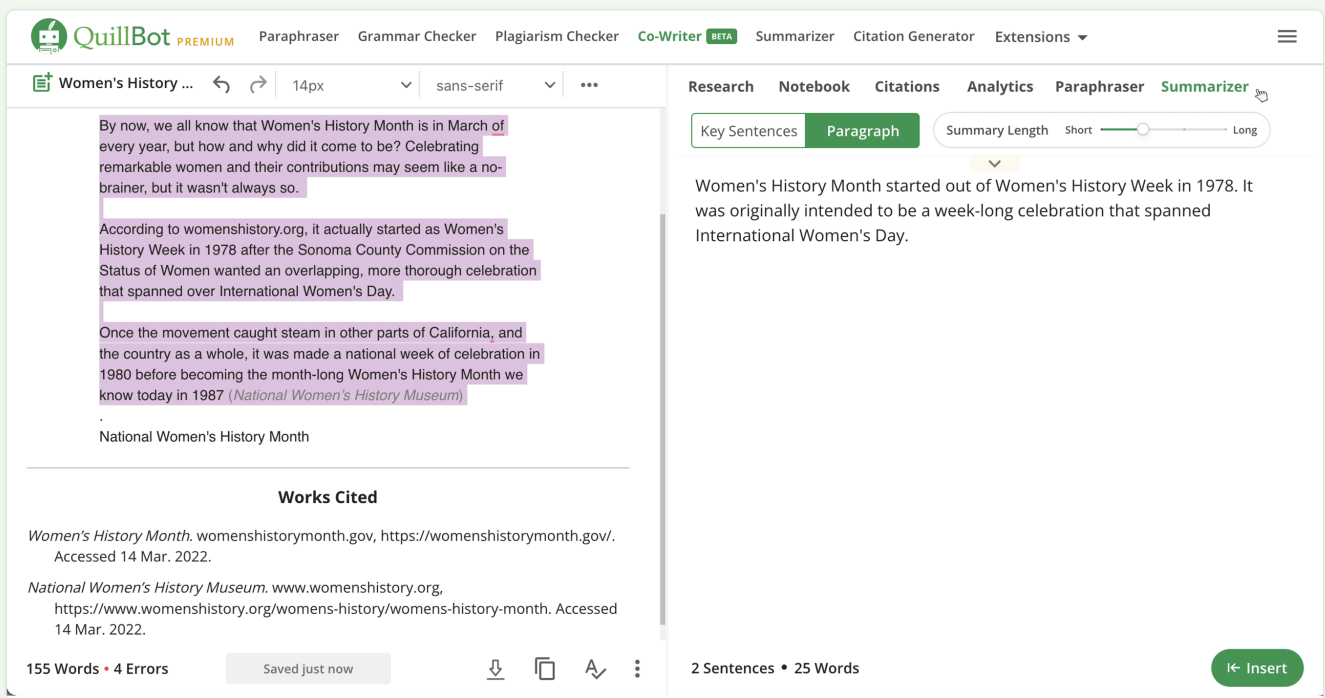 QuillBot PREMIUM Paraphraser Grammar Checker Plagiarism Checker Co-Writer BETA Summarizer Citation Generator Extensions
Women's History ... 14px sans-serif
By now, we all know that Women's History Month is in March of
every year, but how and why did it come to be? Celebrating
remarkable women and their contributions may seem like a no-
brainer, but it wasn't always so.
According to womenshistory.org, it actually started as Women's
History Week in 1978 after the Sonoma County Commission on the
Status of Women wanted an overlapping, more thorough celebration
that spanned over International Women's Day.
Once the movement caught steam in other parts of California, and
the country as a whole, it was made a national week of celebration in
1980 before becoming the month-long Women's History Month we
know today in 1987 (National Women's History Museum)
.
National Women's History Month
Works Cited
Women's History Month. womenshistorymonth.gov, https://womenshistorymonth.gov/.
Accessed 14 Mar. 2022.
National Women's History Museum. www.womenshistory.org,
https://www.womenshistory.org/womens-history/womens-history-month. Accessed
14 Mar. 2022.
155 Words • 4 Errors Saved just now
Research Notebook Citations Analytics Paraphraser Summarizer
Key Sentences Paragraph Summary Length Short Long
Women's History Month started out of Women's History Week in 1978. It
was originally intended to be a week-long celebration that spanned
International Women's Day.
2 Sentences • 25 Words Insert